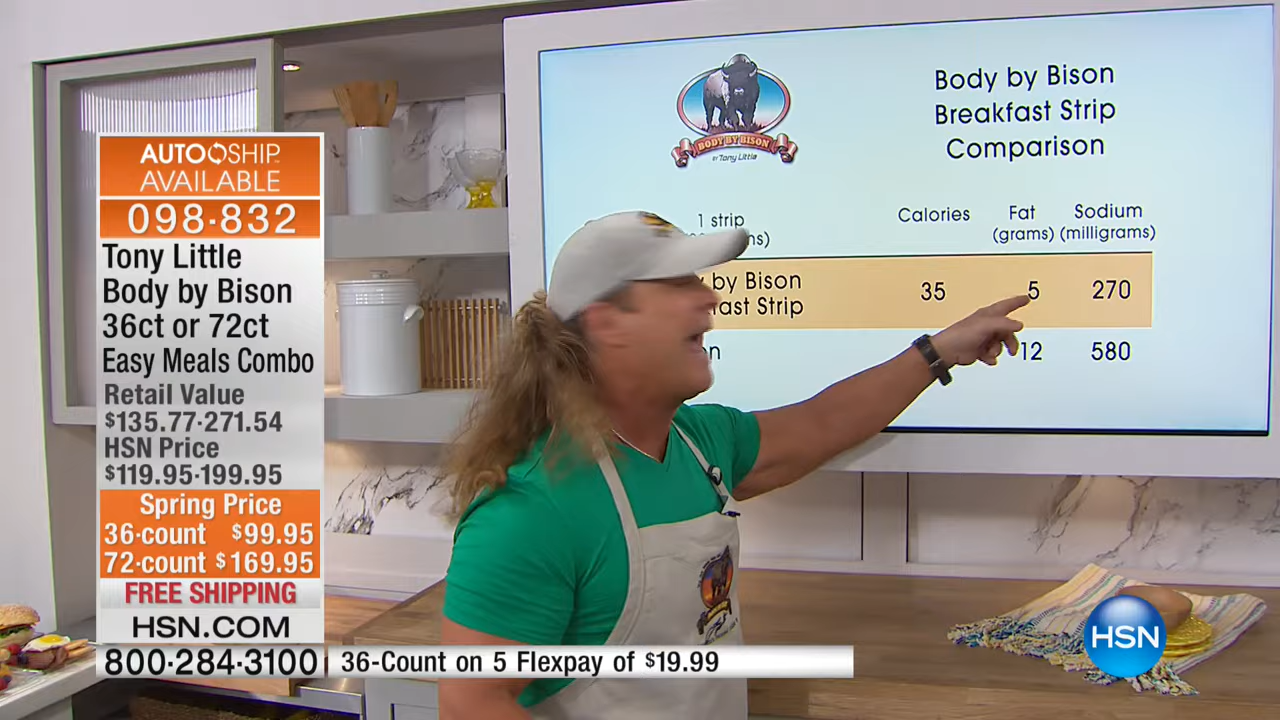 AUTOSHIP
AVAILABLE
098-832
Tony Little
Body by Bison
36ct or 72ct
Easy Meals Combo
Retail Value
$135.77-271.54
HSN Price
$119.95-199.95
Spring Price
36-count $99.95
72-count $169.95
FREE SHIPPING
HSN.COM
800-284-3100
36-Count on 5 Flexpay of $19.99
BODY BY BISON
BY Tony Little
Body by Bison
Breakfast Strip
Comparison
1 strip
Calories Fat Sodium
(grams) (milligrams)
by Bison
Strip
35 5 270
12 580
HSN